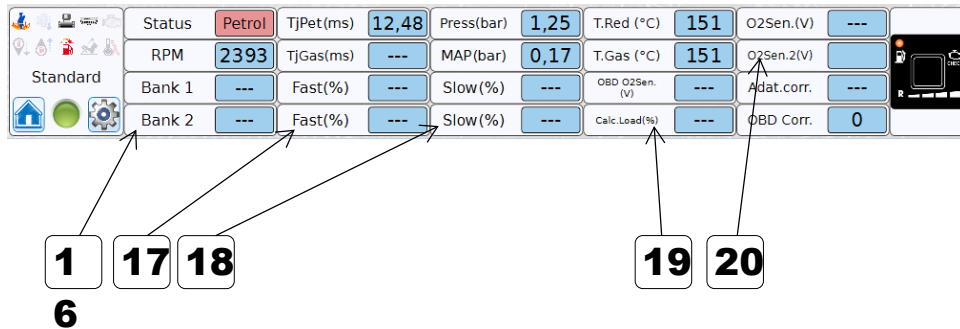 Status Petrol TjPet(ms) 12,48 Press(bar) 1,25 T.Red (°C) 151 O2Sen.(V) ---
RPM 2393 TjGas(ms) --- MAP(bar) 0,17 T.Gas (°C) 151 O2Sen.2(V)
Standard
Bank 1 --- Fast(%) --- Slow(%) --- OBD O2Sen. (V) --- Adat.corr. ---
Bank 2 --- Fast(%) --- Slow(%) --- Calc.Load(%) --- OBD Corr. 0
CHECK
R
1 17 18 19 20
6